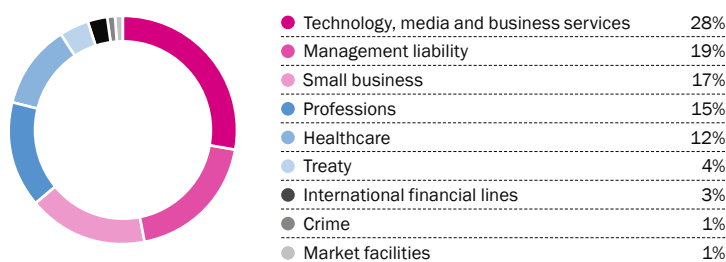 Technology, media and business services 28%
Management liability 19%
Small business 17%
Professions 15%
Healthcare 12%
Treaty 4%
International financial lines 3%
Crime 1%
Market facilities 1%